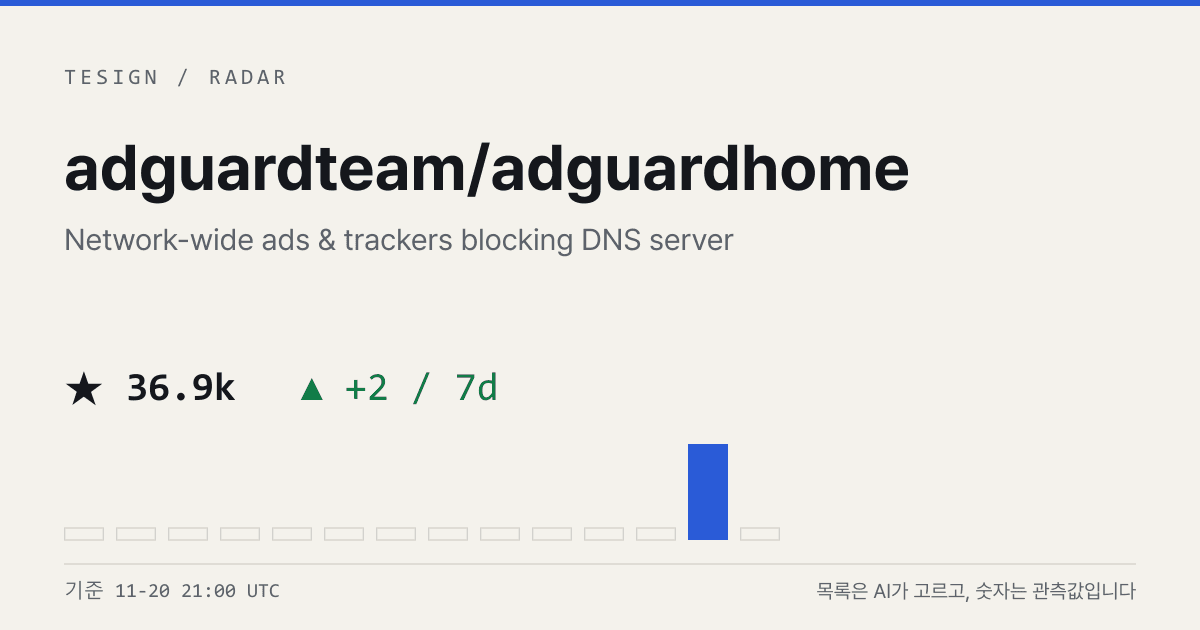 TESIGN / RADAR
adguardteam/adguardhome
Network-wide ads & trackers blocking DNS server
★ 36.9k ▲ +2 / 7d
기준 11-20 21:00 UTC
목록은 AI가 고르고, 숫자는 관측값입니다